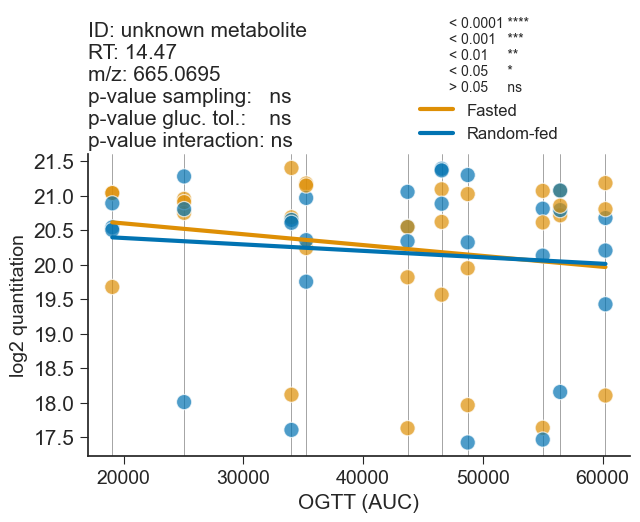 ID: unknown metabolite
RT: 14.47
m/z: 665.0695
p-value sampling: ns
p-value gluc. tol.: ns
p-value interaction: ns
< 0.0001 ****
< 0.001 ***
< 0.01 **
< 0.05 *
> 0.05 ns
Fasted
Random-fed
21.5
21.0
20.5
20.0
19.5
19.0
18.5
18.0
17.5
log2 quantitation
20000 30000 40000 50000 60000
OGTT (AUC)